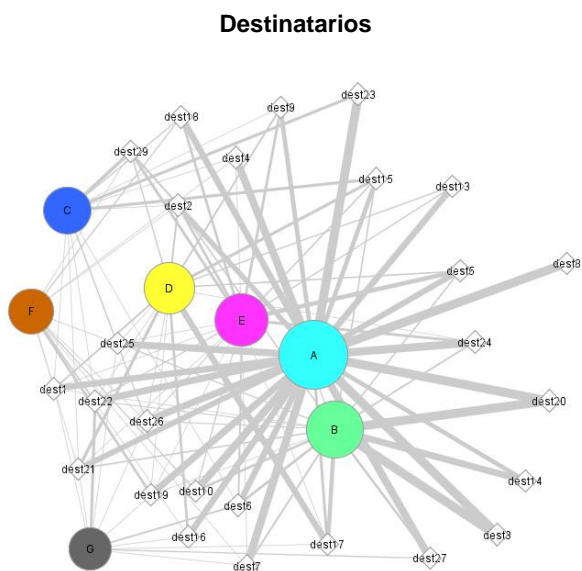 Destinatarios
dest23
dest9
dest18
dest29
dest4
dest15
dest13
dest2
C
dest8
dest5
D
F
E
dest25
dest24
A
dest1
dest22
dest20
dest26
B
dest21
dest14
dest19
dest10
dest6
dest3
dest16
dest17
G
dest27
dest7